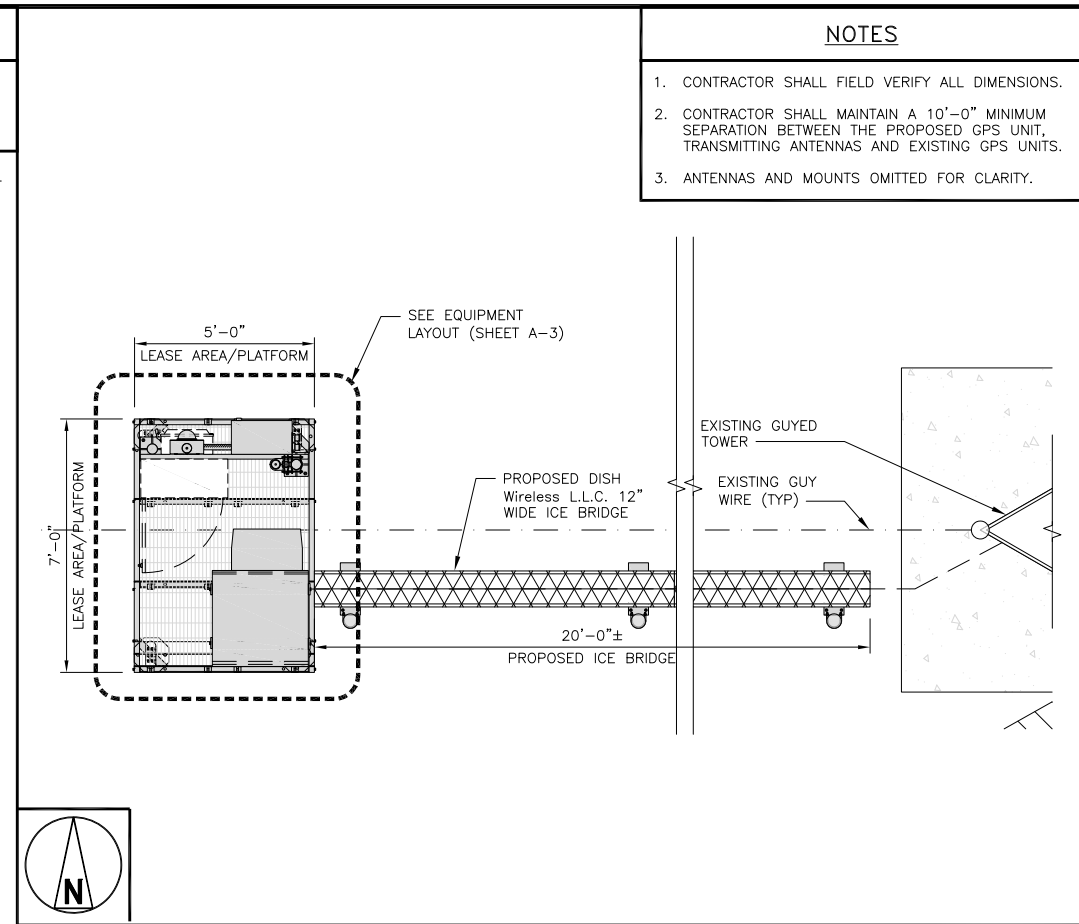 NOTES
1. CONTRACTOR SHALL FIELD VERIFY ALL DIMENSIONS.
2. CONTRACTOR SHALL MAINTAIN A 10'-0" MINIMUM
SEPARATION BETWEEN THE PROPOSED GPS UNIT,
TRANSMITTING ANTENNAS AND EXISTING GPS UNITS.
3. ANTENNAS AND MOUNTS OMITTED FOR CLARITY.
SEE EQUIPMENT
LAYOUT (SHEET A-3)
5'-0"
LEASE AREA/PLATFORM
7'-0"
LEASE AREA/PLATFORM
PROPOSED DISH
Wireless L.L.C. 12"
WIDE ICE BRIDGE
EXISTING GUYED
TOWER
EXISTING GUY
WIRE (TYP)
20'-0"±
PROPOSED ICE BRIDGE
N